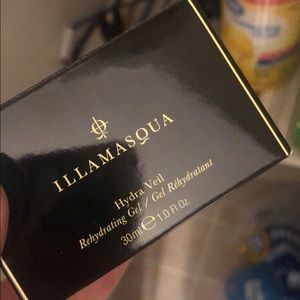 ILLAMASQUA
Hydra Veil
Rehydrating Gel / Gel Réhydratant
30ml ℮ 1.0 Fl Oz.